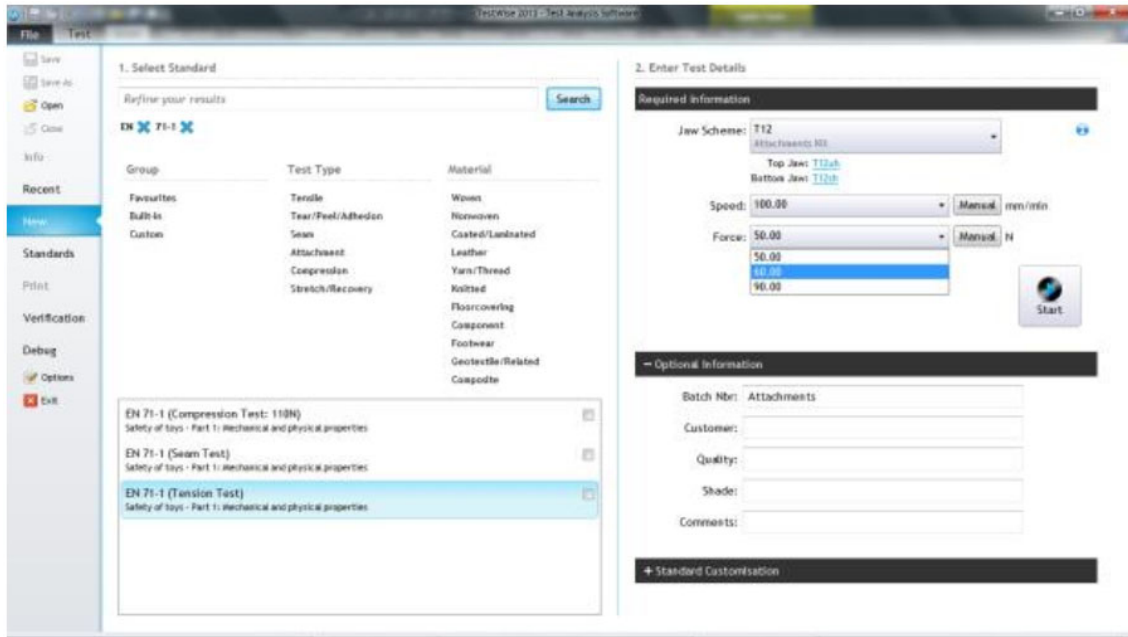 TestWise 2013 - Test Analysis Software
File Test
Save
Save As
Open
Close
Info
Recent
New
Standards
Print
Verification
Debug
Options
Exit
1. Select Standard
Refine your results Search
EN 71-1
Group Test Type Material
Favourites Tensile Woven
Built-in Tear/Peel/Adhesion Nonwoven
Custom Seam Coated/Laminated
Attachment Leather
Compression Yarn/Thread
Stretch/Recovery Knitted
Floorcovering
Component
Footwear
Geotextile/Related
Composite
EN 71-1 (Compression Test: 110N)
Safety of toys - Part 1: Mechanical and physical properties
EN 71-1 (Seam Test)
Safety of toys - Part 1: Mechanical and physical properties
EN 71-1 (Tension Test)
Safety of toys - Part 1: Mechanical and physical properties
2. Enter Test Details
Required Information
Jaw Scheme: T12
Attachments
Top Jaw:
Bottom Jaw:
Speed: 100.00 Manual mm/min
Force: 50.00 Manual N
50.00
60.00
90.00
Start
− Optional Information
Batch Nbr: Attachments
Customer:
Quality:
Shade:
Comments:
+ Standard Customisation